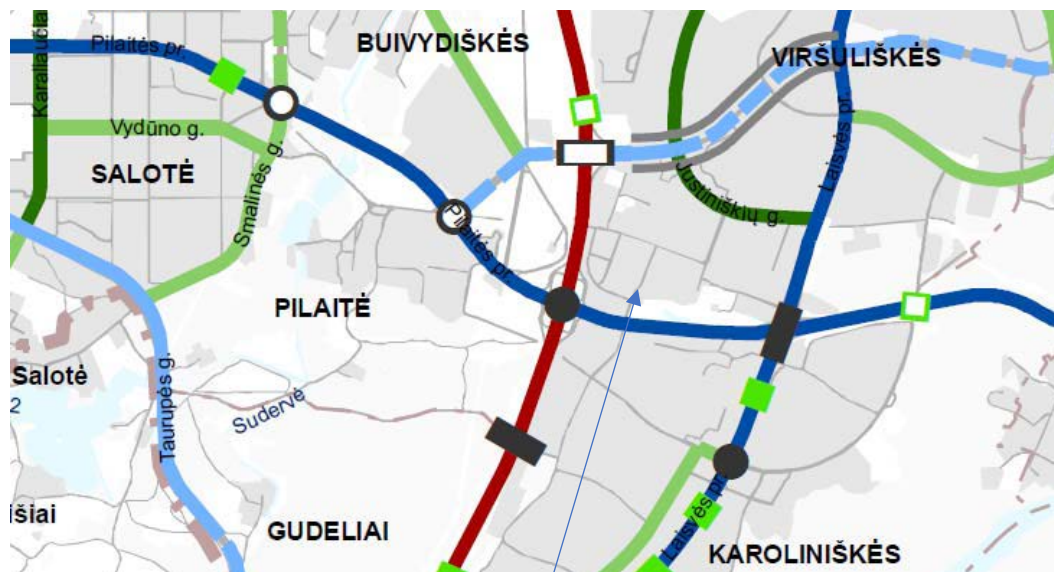 Karaliaučia
Pilaitės pr.
BUIVYDIŠKĖS
VIRŠULIŠKĖS
Vydūno g.
SALOTĖ
Smalinės g.
Justiniškių g.
Laisvės pr.
Pilaitės pr.
PILAITĖ
Salotė
2
Taurupės g.
Sudervė
išiai
GUDELIAI
Laisvės pr.
KAROLINIŠKĖS